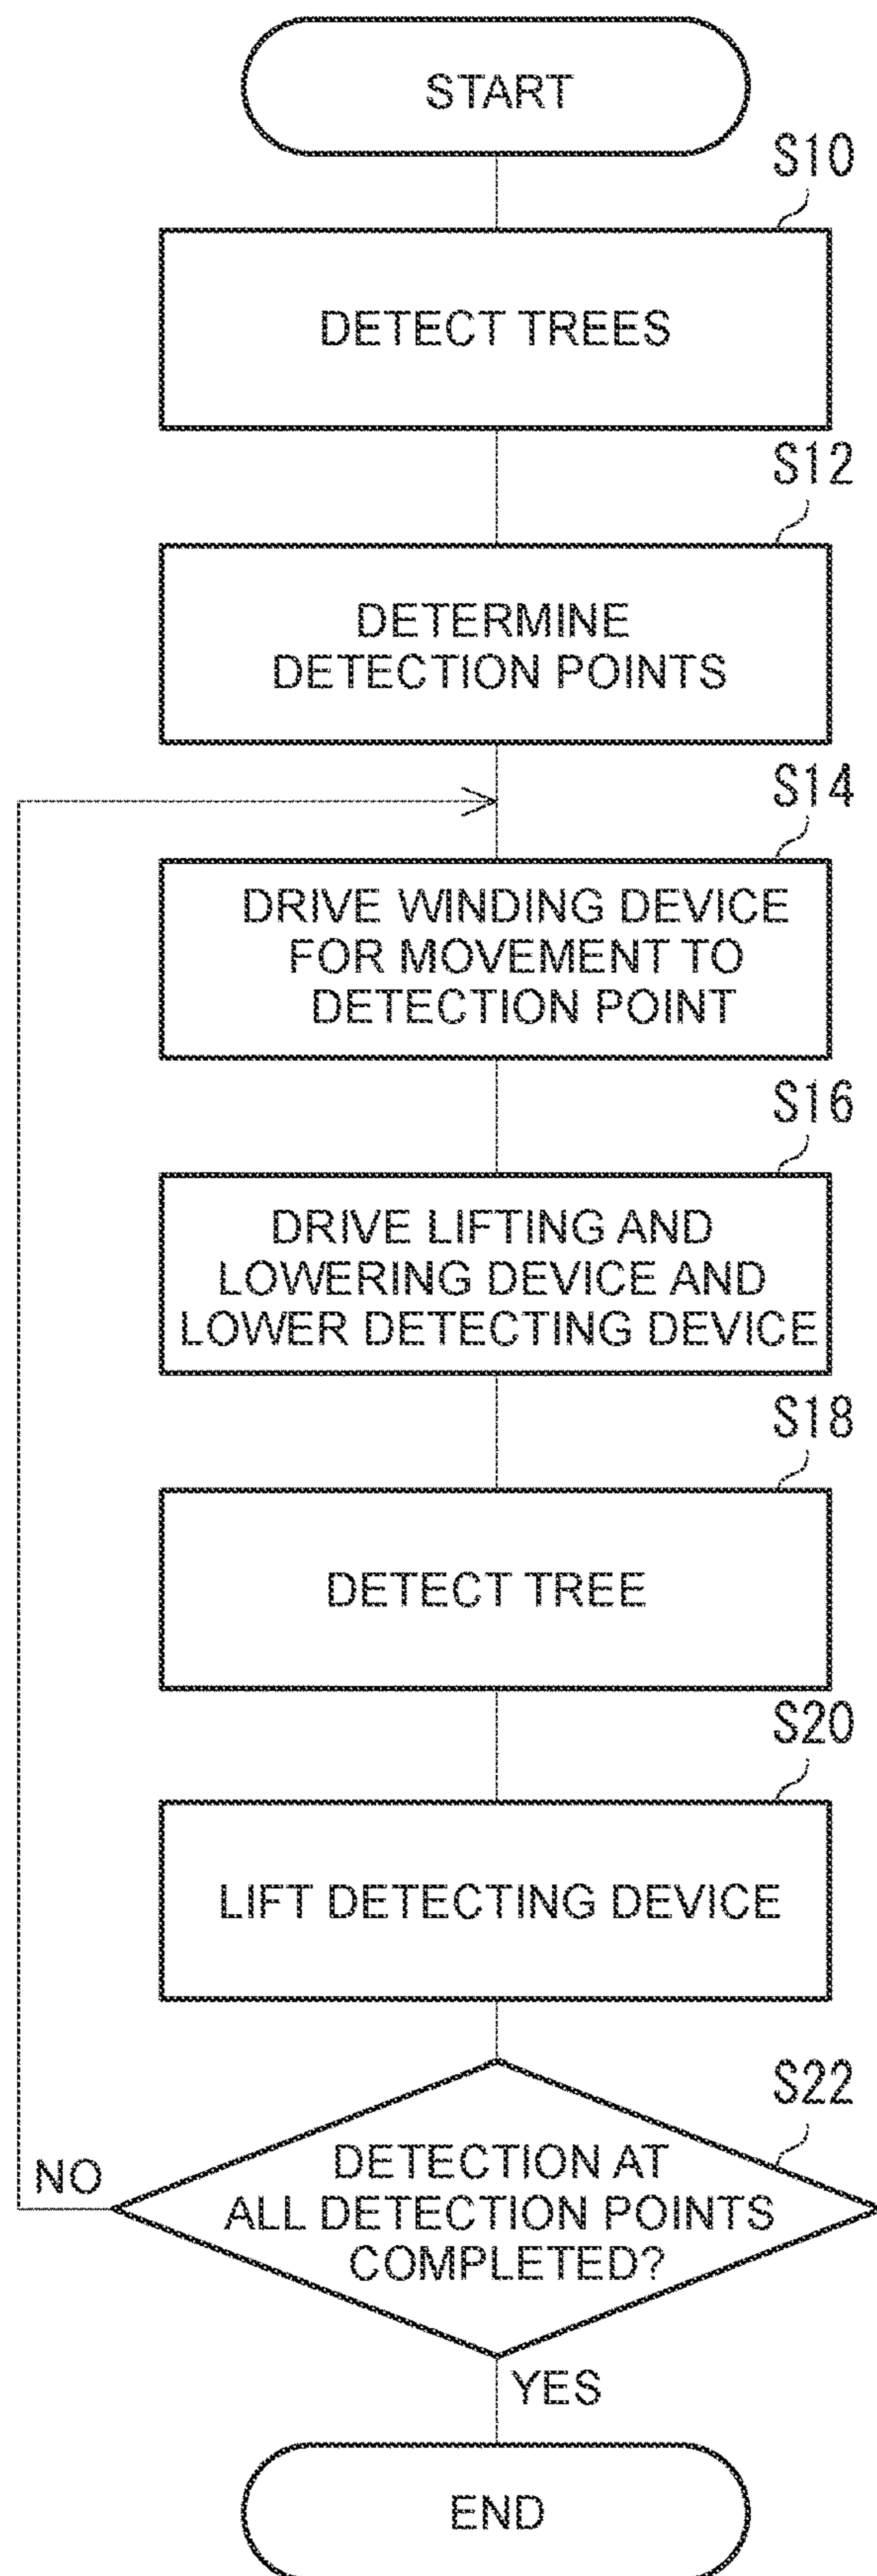 START
S10
DETECT TREES
S12
DETERMINE
DETECTION POINTS
S14
DRIVE WINDING DEVICE
FOR MOVEMENT TO
DETECTION POINT
S16
DRIVE LIFTING AND
LOWERING DEVICE AND
LOWER DETECTING DEVICE
S18
DETECT TREE
S20
LIFT DETECTING DEVICE
S22
DETECTION AT
ALL DETECTION POINTS
COMPLETED?
NO
YES
END